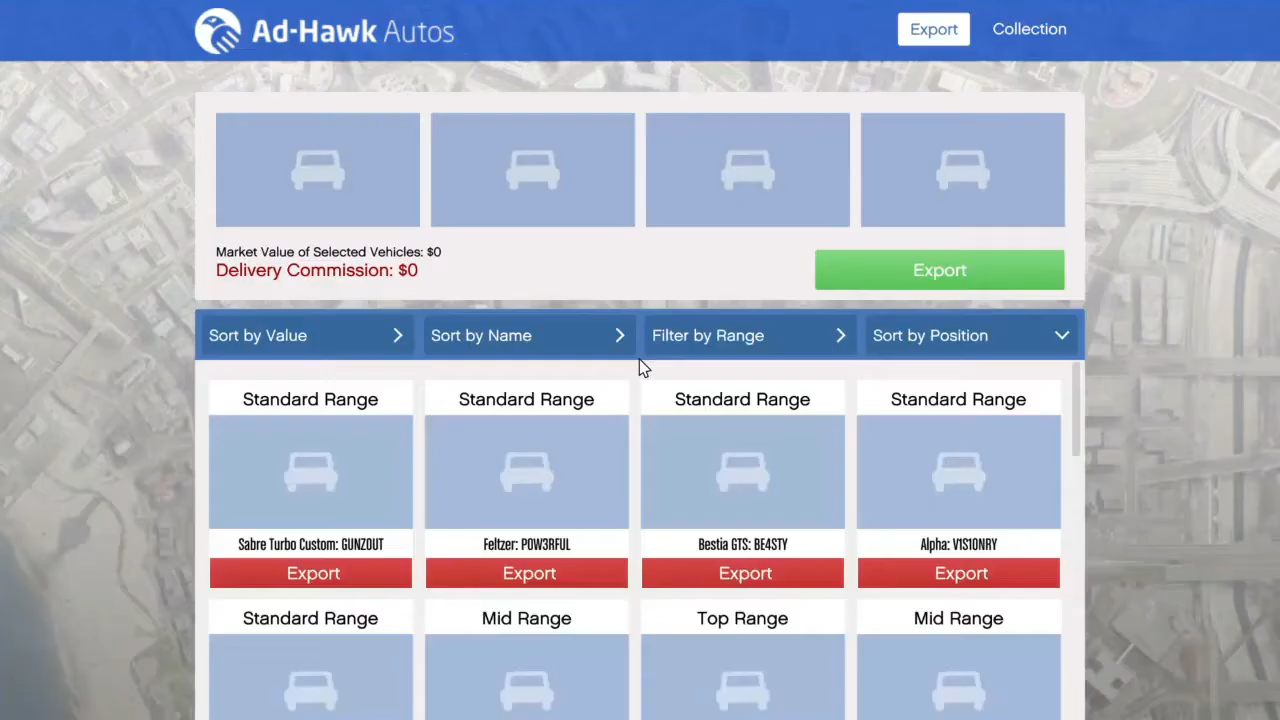 Ad-Hawk Autos
Export
Collection
Market Value of Selected Vehicles: $0
Delivery Commission: $0
Export
Sort by Value
Sort by Name
Filter by Range
Sort by Position
Standard Range
Standard Range
Standard Range
Standard Range
Sabre Turbo Custom: GUNZOUT
Feltzer: POW3RFUL
Bestia GTS: BE4STY
Alpha: V1S10NRY
Export
Export
Export
Export
Standard Range
Mid Range
Top Range
Mid Range